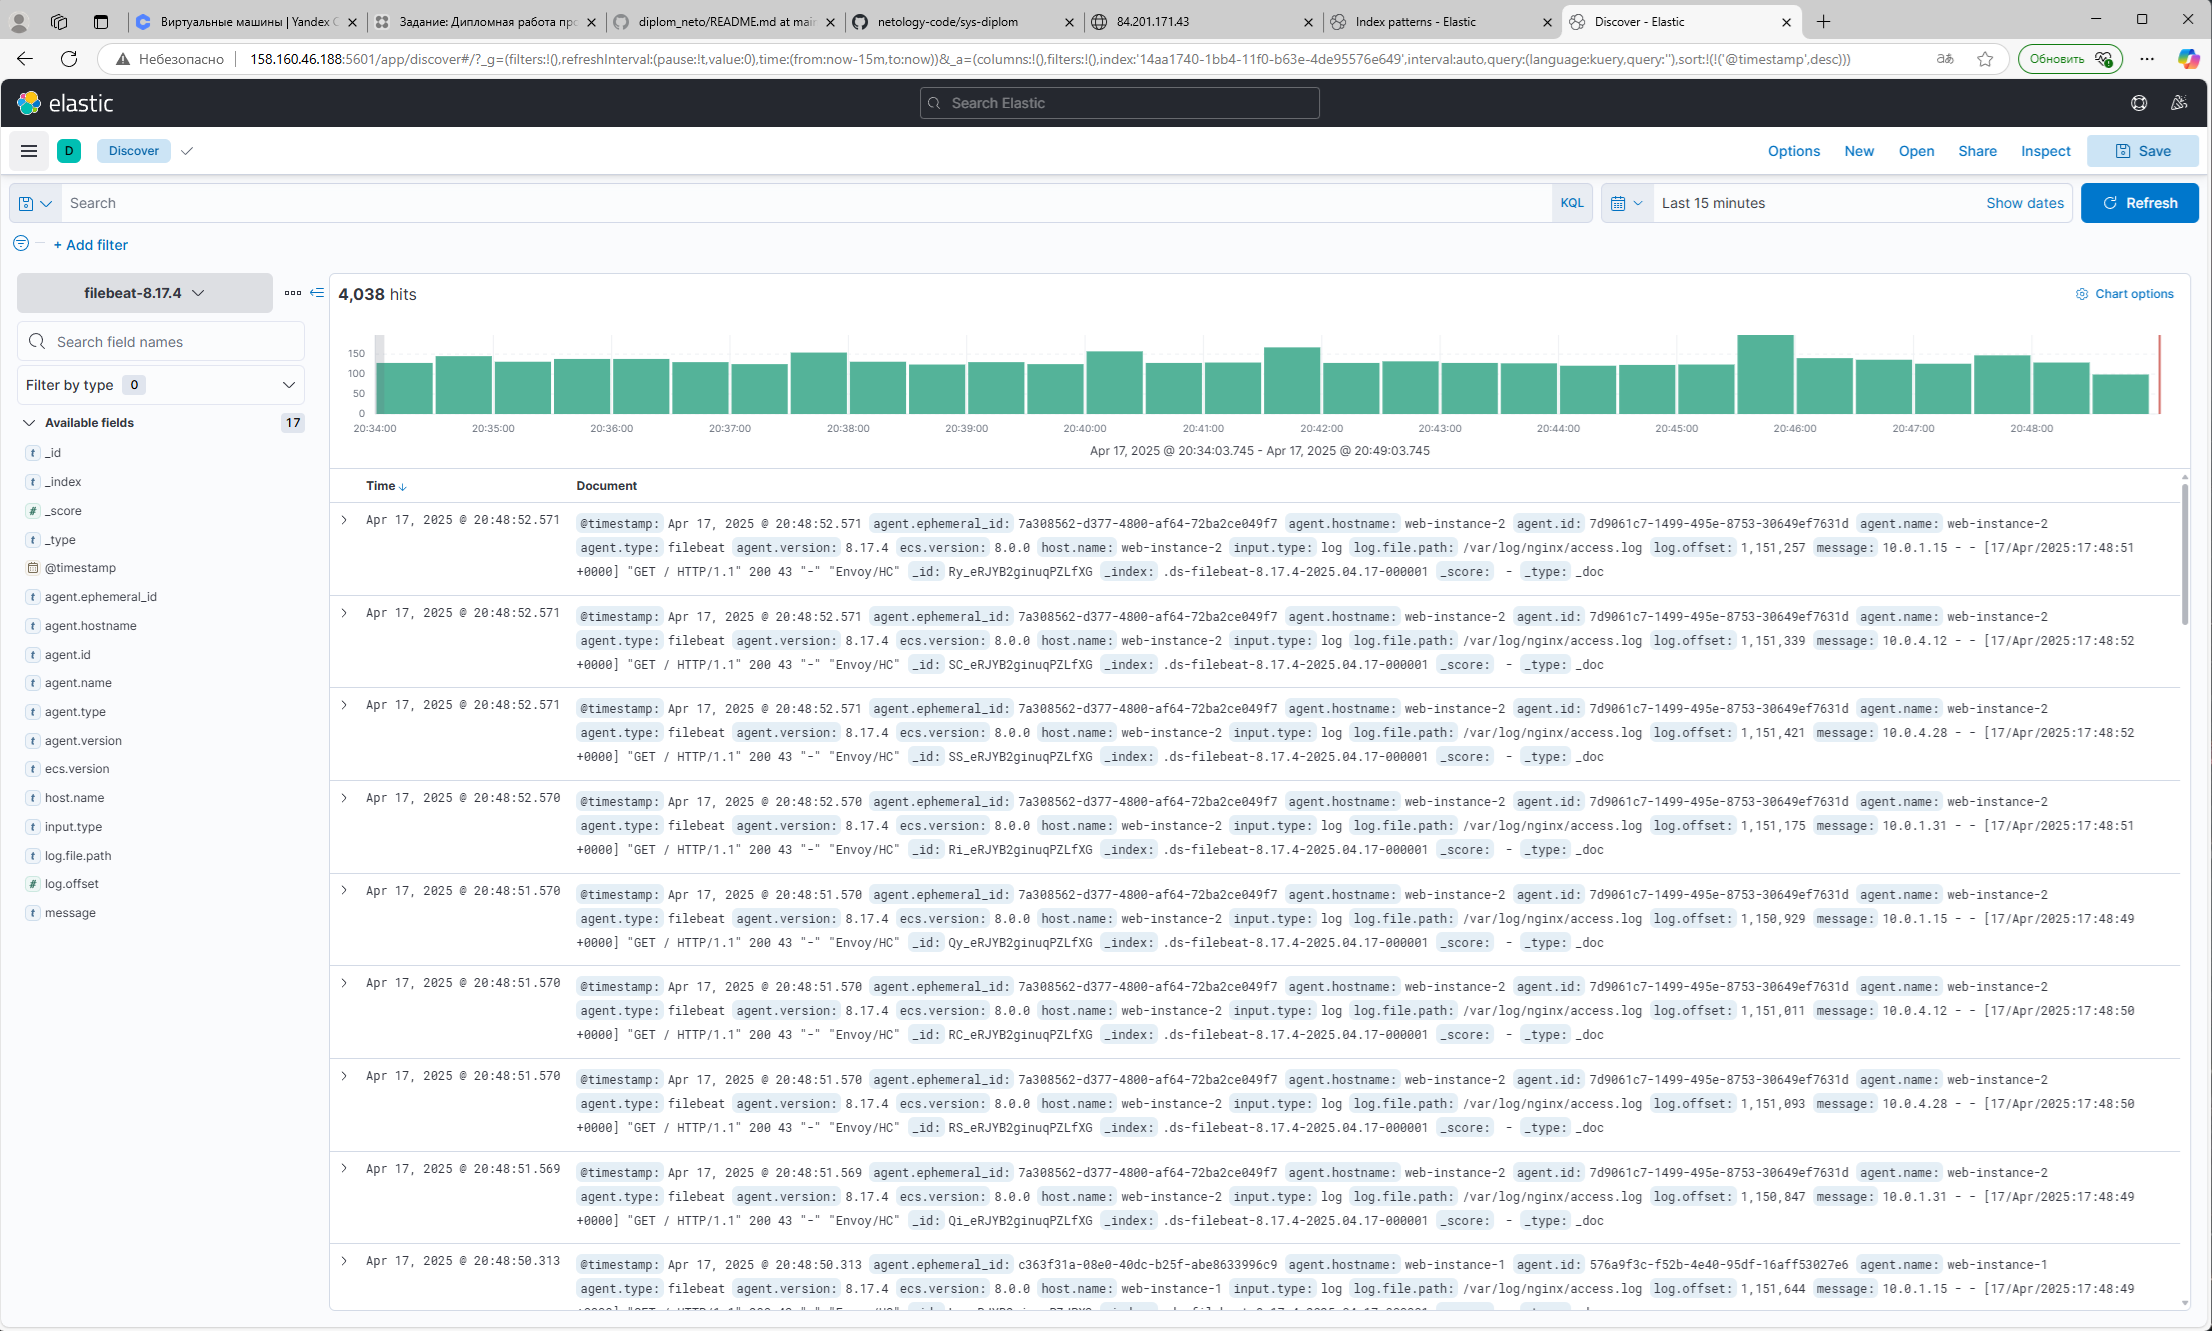 Виртуальные машины | Yandex C
Задание: Дипломная работа про
diplom_neto/README.md at main
netology-code/sys-diplom
84.201.171.43
Index patterns - Elastic
Discover - Elastic
Небезопасно
158.160.46.188:5601/app/discover#/?_g=(filters:!(),refreshInterval:(pause:!t,value:0),time:(from:now-15m,to:now))&_a=(columns:!(),filters:!(),index:'14aa1740-1bb4-11f0-b63e-4de95576e649',interval:auto,query:(language:kuery,query:''),sort:!(!('@timestamp',desc)))
Обновить
elastic
Search Elastic
D Discover
Options New Open Share Inspect Save
Search KQL Last 15 minutes Show dates Refresh
+ Add filter
filebeat-8.17.4
Search field names
Filter by type 0
Available fields 17
t _id
t _index
# _score
t _type
@timestamp
t agent.ephemeral_id
t agent.hostname
t agent.id
t agent.name
t agent.type
t agent.version
t ecs.version
t host.name
t input.type
t log.file.path
# log.offset
t message
4,038 hits
Chart options
150
100
50
0
20:34:00 20:35:00 20:36:00 20:37:00 20:38:00 20:39:00 20:40:00 20:41:00 20:42:00 20:43:00 20:44:00 20:45:00 20:46:00 20:47:00 20:48:00
Apr 17, 2025 @ 20:34:03.745 - Apr 17, 2025 @ 20:49:03.745
Time Document
Apr 17, 2025 @ 20:48:52.571 @timestamp: Apr 17, 2025 @ 20:48:52.571 agent.ephemeral_id: 7a308562-d377-4800-af64-72ba2ce049f7 agent.hostname: web-instance-2 agent.id: 7d9061c7-1499-495e-8753-30649ef7631d agent.name: web-instance-2
agent.type: filebeat agent.version: 8.17.4 ecs.version: 8.0.0 host.name: web-instance-2 input.type: log log.file.path: /var/log/nginx/access.log log.offset: 1,151,257 message: 10.0.1.15 - - [17/Apr/2025:17:48:51
+0000] "GET / HTTP/1.1" 200 43 "-" "Envoy/HC" _id: Ry_eRJYB2ginuqPZLfXG _index: .ds-filebeat-8.17.4-2025.04.17-000001 _score: - _type: _doc
Apr 17, 2025 @ 20:48:52.571 @timestamp: Apr 17, 2025 @ 20:48:52.571 agent.ephemeral_id: 7a308562-d377-4800-af64-72ba2ce049f7 agent.hostname: web-instance-2 agent.id: 7d9061c7-1499-495e-8753-30649ef7631d agent.name: web-instance-2
agent.type: filebeat agent.version: 8.17.4 ecs.version: 8.0.0 host.name: web-instance-2 input.type: log log.file.path: /var/log/nginx/access.log log.offset: 1,151,339 message: 10.0.4.12 - - [17/Apr/2025:17:48:52
+0000] "GET / HTTP/1.1" 200 43 "-" "Envoy/HC" _id: SC_eRJYB2ginuqPZLfXG _index: .ds-filebeat-8.17.4-2025.04.17-000001 _score: - _type: _doc
Apr 17, 2025 @ 20:48:52.571 @timestamp: Apr 17, 2025 @ 20:48:52.571 agent.ephemeral_id: 7a308562-d377-4800-af64-72ba2ce049f7 agent.hostname: web-instance-2 agent.id: 7d9061c7-1499-495e-8753-30649ef7631d agent.name: web-instance-2
agent.type: filebeat agent.version: 8.17.4 ecs.version: 8.0.0 host.name: web-instance-2 input.type: log log.file.path: /var/log/nginx/access.log log.offset: 1,151,421 message: 10.0.4.28 - - [17/Apr/2025:17:48:52
+0000] "GET / HTTP/1.1" 200 43 "-" "Envoy/HC" _id: SS_eRJYB2ginuqPZLfXG _index: .ds-filebeat-8.17.4-2025.04.17-000001 _score: - _type: _doc
Apr 17, 2025 @ 20:48:52.570 @timestamp: Apr 17, 2025 @ 20:48:52.570 agent.ephemeral_id: 7a308562-d377-4800-af64-72ba2ce049f7 agent.hostname: web-instance-2 agent.id: 7d9061c7-1499-495e-8753-30649ef7631d agent.name: web-instance-2
agent.type: filebeat agent.version: 8.17.4 ecs.version: 8.0.0 host.name: web-instance-2 input.type: log log.file.path: /var/log/nginx/access.log log.offset: 1,151,175 message: 10.0.1.31 - - [17/Apr/2025:17:48:51
+0000] "GET / HTTP/1.1" 200 43 "-" "Envoy/HC" _id: Ri_eRJYB2ginuqPZLfXG _index: .ds-filebeat-8.17.4-2025.04.17-000001 _score: - _type: _doc
Apr 17, 2025 @ 20:48:51.570 @timestamp: Apr 17, 2025 @ 20:48:51.570 agent.ephemeral_id: 7a308562-d377-4800-af64-72ba2ce049f7 agent.hostname: web-instance-2 agent.id: 7d9061c7-1499-495e-8753-30649ef7631d agent.name: web-instance-2
agent.type: filebeat agent.version: 8.17.4 ecs.version: 8.0.0 host.name: web-instance-2 input.type: log log.file.path: /var/log/nginx/access.log log.offset: 1,150,929 message: 10.0.1.15 - - [17/Apr/2025:17:48:49
+0000] "GET / HTTP/1.1" 200 43 "-" "Envoy/HC" _id: Qy_eRJYB2ginuqPZLfXG _index: .ds-filebeat-8.17.4-2025.04.17-000001 _score: - _type: _doc
Apr 17, 2025 @ 20:48:51.570 @timestamp: Apr 17, 2025 @ 20:48:51.570 agent.ephemeral_id: 7a308562-d377-4800-af64-72ba2ce049f7 agent.hostname: web-instance-2 agent.id: 7d9061c7-1499-495e-8753-30649ef7631d agent.name: web-instance-2
agent.type: filebeat agent.version: 8.17.4 ecs.version: 8.0.0 host.name: web-instance-2 input.type: log log.file.path: /var/log/nginx/access.log log.offset: 1,151,011 message: 10.0.4.12 - - [17/Apr/2025:17:48:50
+0000] "GET / HTTP/1.1" 200 43 "-" "Envoy/HC" _id: RC_eRJYB2ginuqPZLfXG _index: .ds-filebeat-8.17.4-2025.04.17-000001 _score: - _type: _doc
Apr 17, 2025 @ 20:48:51.570 @timestamp: Apr 17, 2025 @ 20:48:51.570 agent.ephemeral_id: 7a308562-d377-4800-af64-72ba2ce049f7 agent.hostname: web-instance-2 agent.id: 7d9061c7-1499-495e-8753-30649ef7631d agent.name: web-instance-2
agent.type: filebeat agent.version: 8.17.4 ecs.version: 8.0.0 host.name: web-instance-2 input.type: log log.file.path: /var/log/nginx/access.log log.offset: 1,151,093 message: 10.0.4.28 - - [17/Apr/2025:17:48:50
+0000] "GET / HTTP/1.1" 200 43 "-" "Envoy/HC" _id: RS_eRJYB2ginuqPZLfXG _index: .ds-filebeat-8.17.4-2025.04.17-000001 _score: - _type: _doc
Apr 17, 2025 @ 20:48:51.569 @timestamp: Apr 17, 2025 @ 20:48:51.569 agent.ephemeral_id: 7a308562-d377-4800-af64-72ba2ce049f7 agent.hostname: web-instance-2 agent.id: 7d9061c7-1499-495e-8753-30649ef7631d agent.name: web-instance-2
agent.type: filebeat agent.version: 8.17.4 ecs.version: 8.0.0 host.name: web-instance-2 input.type: log log.file.path: /var/log/nginx/access.log log.offset: 1,150,847 message: 10.0.1.31 - - [17/Apr/2025:17:48:49
+0000] "GET / HTTP/1.1" 200 43 "-" "Envoy/HC" _id: Qi_eRJYB2ginuqPZLfXG _index: .ds-filebeat-8.17.4-2025.04.17-000001 _score: - _type: _doc
Apr 17, 2025 @ 20:48:50.313 @timestamp: Apr 17, 2025 @ 20:48:50.313 agent.ephemeral_id: c363f31a-08e0-40dc-b25f-abe8633996c9 agent.hostname: web-instance-1 agent.id: 576a9f3c-f52b-4e40-95df-16aff53027e6 agent.name: web-instance-1
agent.type: filebeat agent.version: 8.17.4 ecs.version: 8.0.0 host.name: web-instance-1 input.type: log log.file.path: /var/log/nginx/access.log log.offset: 1,151,644 message: 10.0.1.15 - - [17/Apr/2025:17:48:49